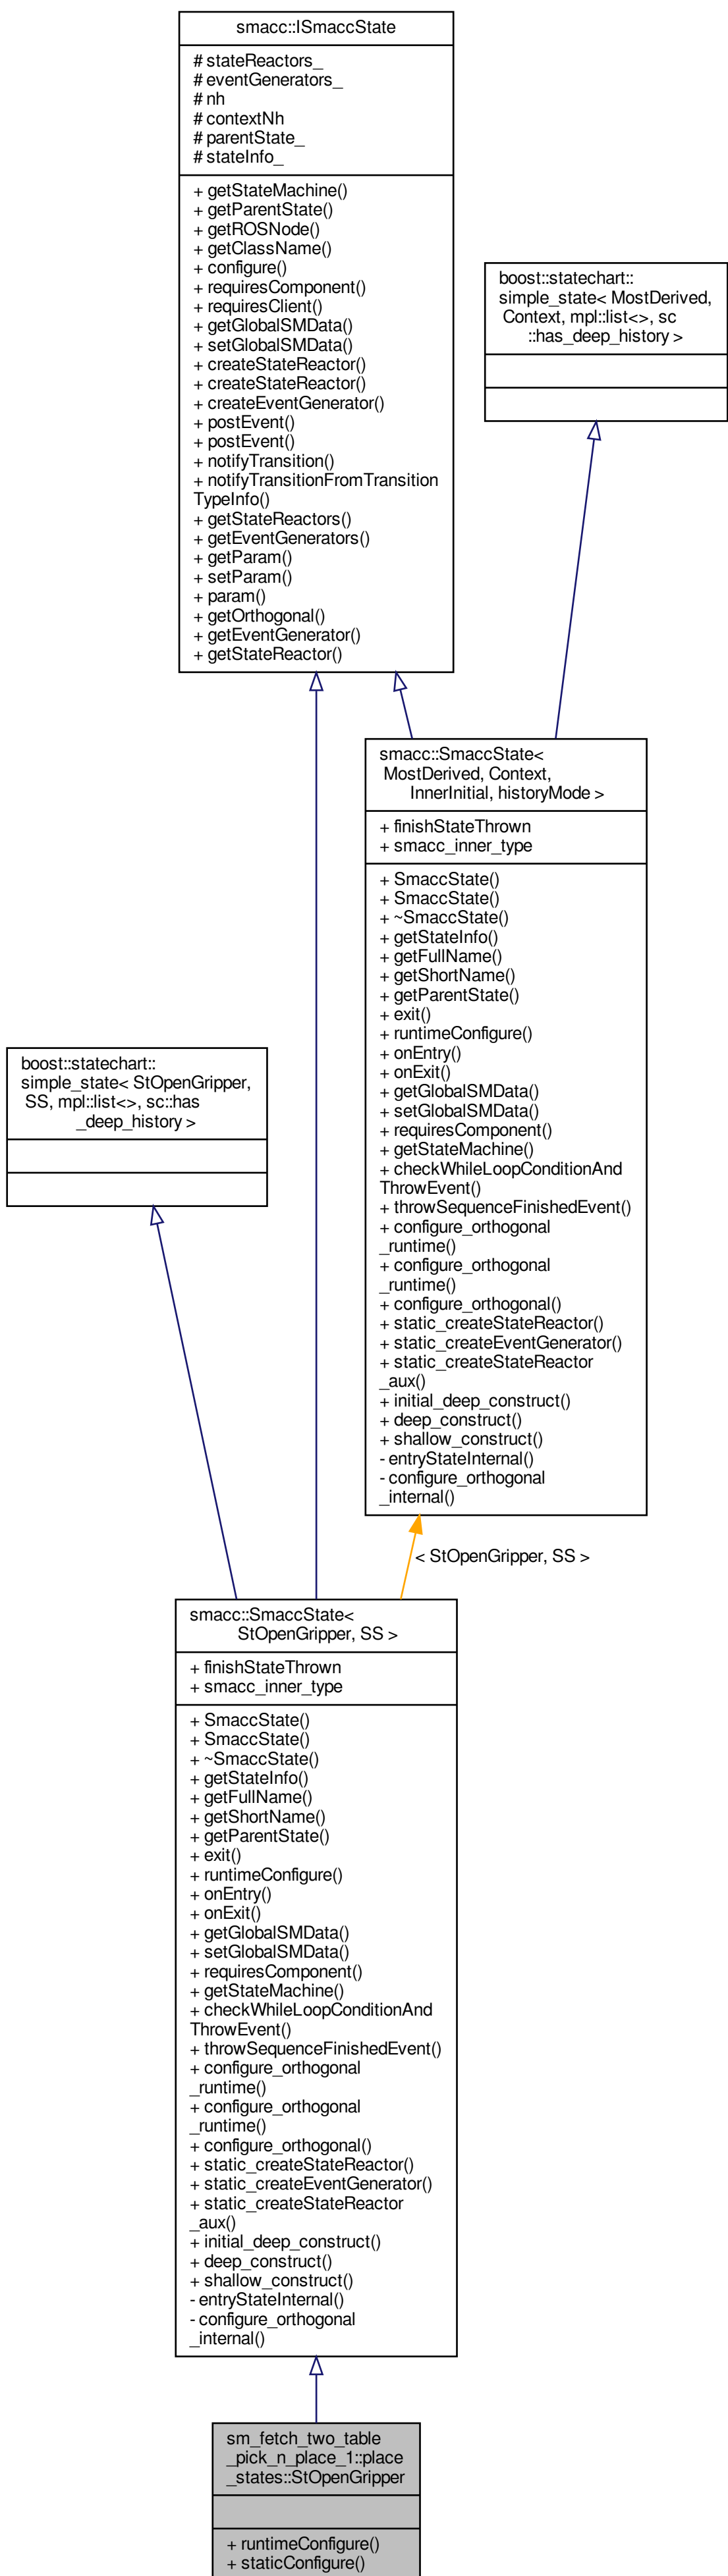 smacc::ISmaccState
# stateReactors_
# eventGenerators_
# nh
# contextNh
# parentState_
# stateInfo_
+ getStateMachine()
+ getParentState()
+ getROSNode()
+ getClassName()
+ configure()
+ requiresComponent()
+ requiresClient()
+ getGlobalSMData()
+ setGlobalSMData()
+ createStateReactor()
+ createStateReactor()
+ createEventGenerator()
+ postEvent()
+ postEvent()
+ notifyTransition()
+ notifyTransitionFromTransition
TypeInfo()
+ getStateReactors()
+ getEventGenerators()
+ getParam()
+ setParam()
+ param()
+ getOrthogonal()
+ getEventGenerator()
+ getStateReactor()
boost::statechart::
simple_state< MostDerived,
Context, mpl::list<>, sc
::has_deep_history >
smacc::SmaccState<
MostDerived, Context,
InnerInitial, historyMode >
+ finishStateThrown
+ smacc_inner_type
+ SmaccState()
+ SmaccState()
+ ~SmaccState()
+ getStateInfo()
+ getFullName()
+ getShortName()
+ getParentState()
+ exit()
+ runtimeConfigure()
+ onEntry()
+ onExit()
+ getGlobalSMData()
+ setGlobalSMData()
+ requiresComponent()
+ getStateMachine()
+ checkWhileLoopConditionAnd
ThrowEvent()
+ throwSequenceFinishedEvent()
+ configure_orthogonal
_runtime()
+ configure_orthogonal
_runtime()
+ configure_orthogonal()
+ static_createStateReactor()
+ static_createEventGenerator()
+ static_createStateReactor
_aux()
+ initial_deep_construct()
+ deep_construct()
+ shallow_construct()
- entryStateInternal()
- configure_orthogonal
_internal()
boost::statechart::
simple_state< StOpenGripper,
SS, mpl::list<>, sc::has
_deep_history >
< StOpenGripper, SS >
smacc::SmaccState<
StOpenGripper, SS >
+ finishStateThrown
+ smacc_inner_type
+ SmaccState()
+ SmaccState()
+ ~SmaccState()
+ getStateInfo()
+ getFullName()
+ getShortName()
+ getParentState()
+ exit()
+ runtimeConfigure()
+ onEntry()
+ onExit()
+ getGlobalSMData()
+ setGlobalSMData()
+ requiresComponent()
+ getStateMachine()
+ checkWhileLoopConditionAnd
ThrowEvent()
+ throwSequenceFinishedEvent()
+ configure_orthogonal
_runtime()
+ configure_orthogonal
_runtime()
+ configure_orthogonal()
+ static_createStateReactor()
+ static_createEventGenerator()
+ static_createStateReactor
_aux()
+ initial_deep_construct()
+ deep_construct()
+ shallow_construct()
- entryStateInternal()
- configure_orthogonal
_internal()
sm_fetch_two_table
_pick_n_place_1::place
_states::StOpenGripper
+ runtimeConfigure()
+ staticConfigure()